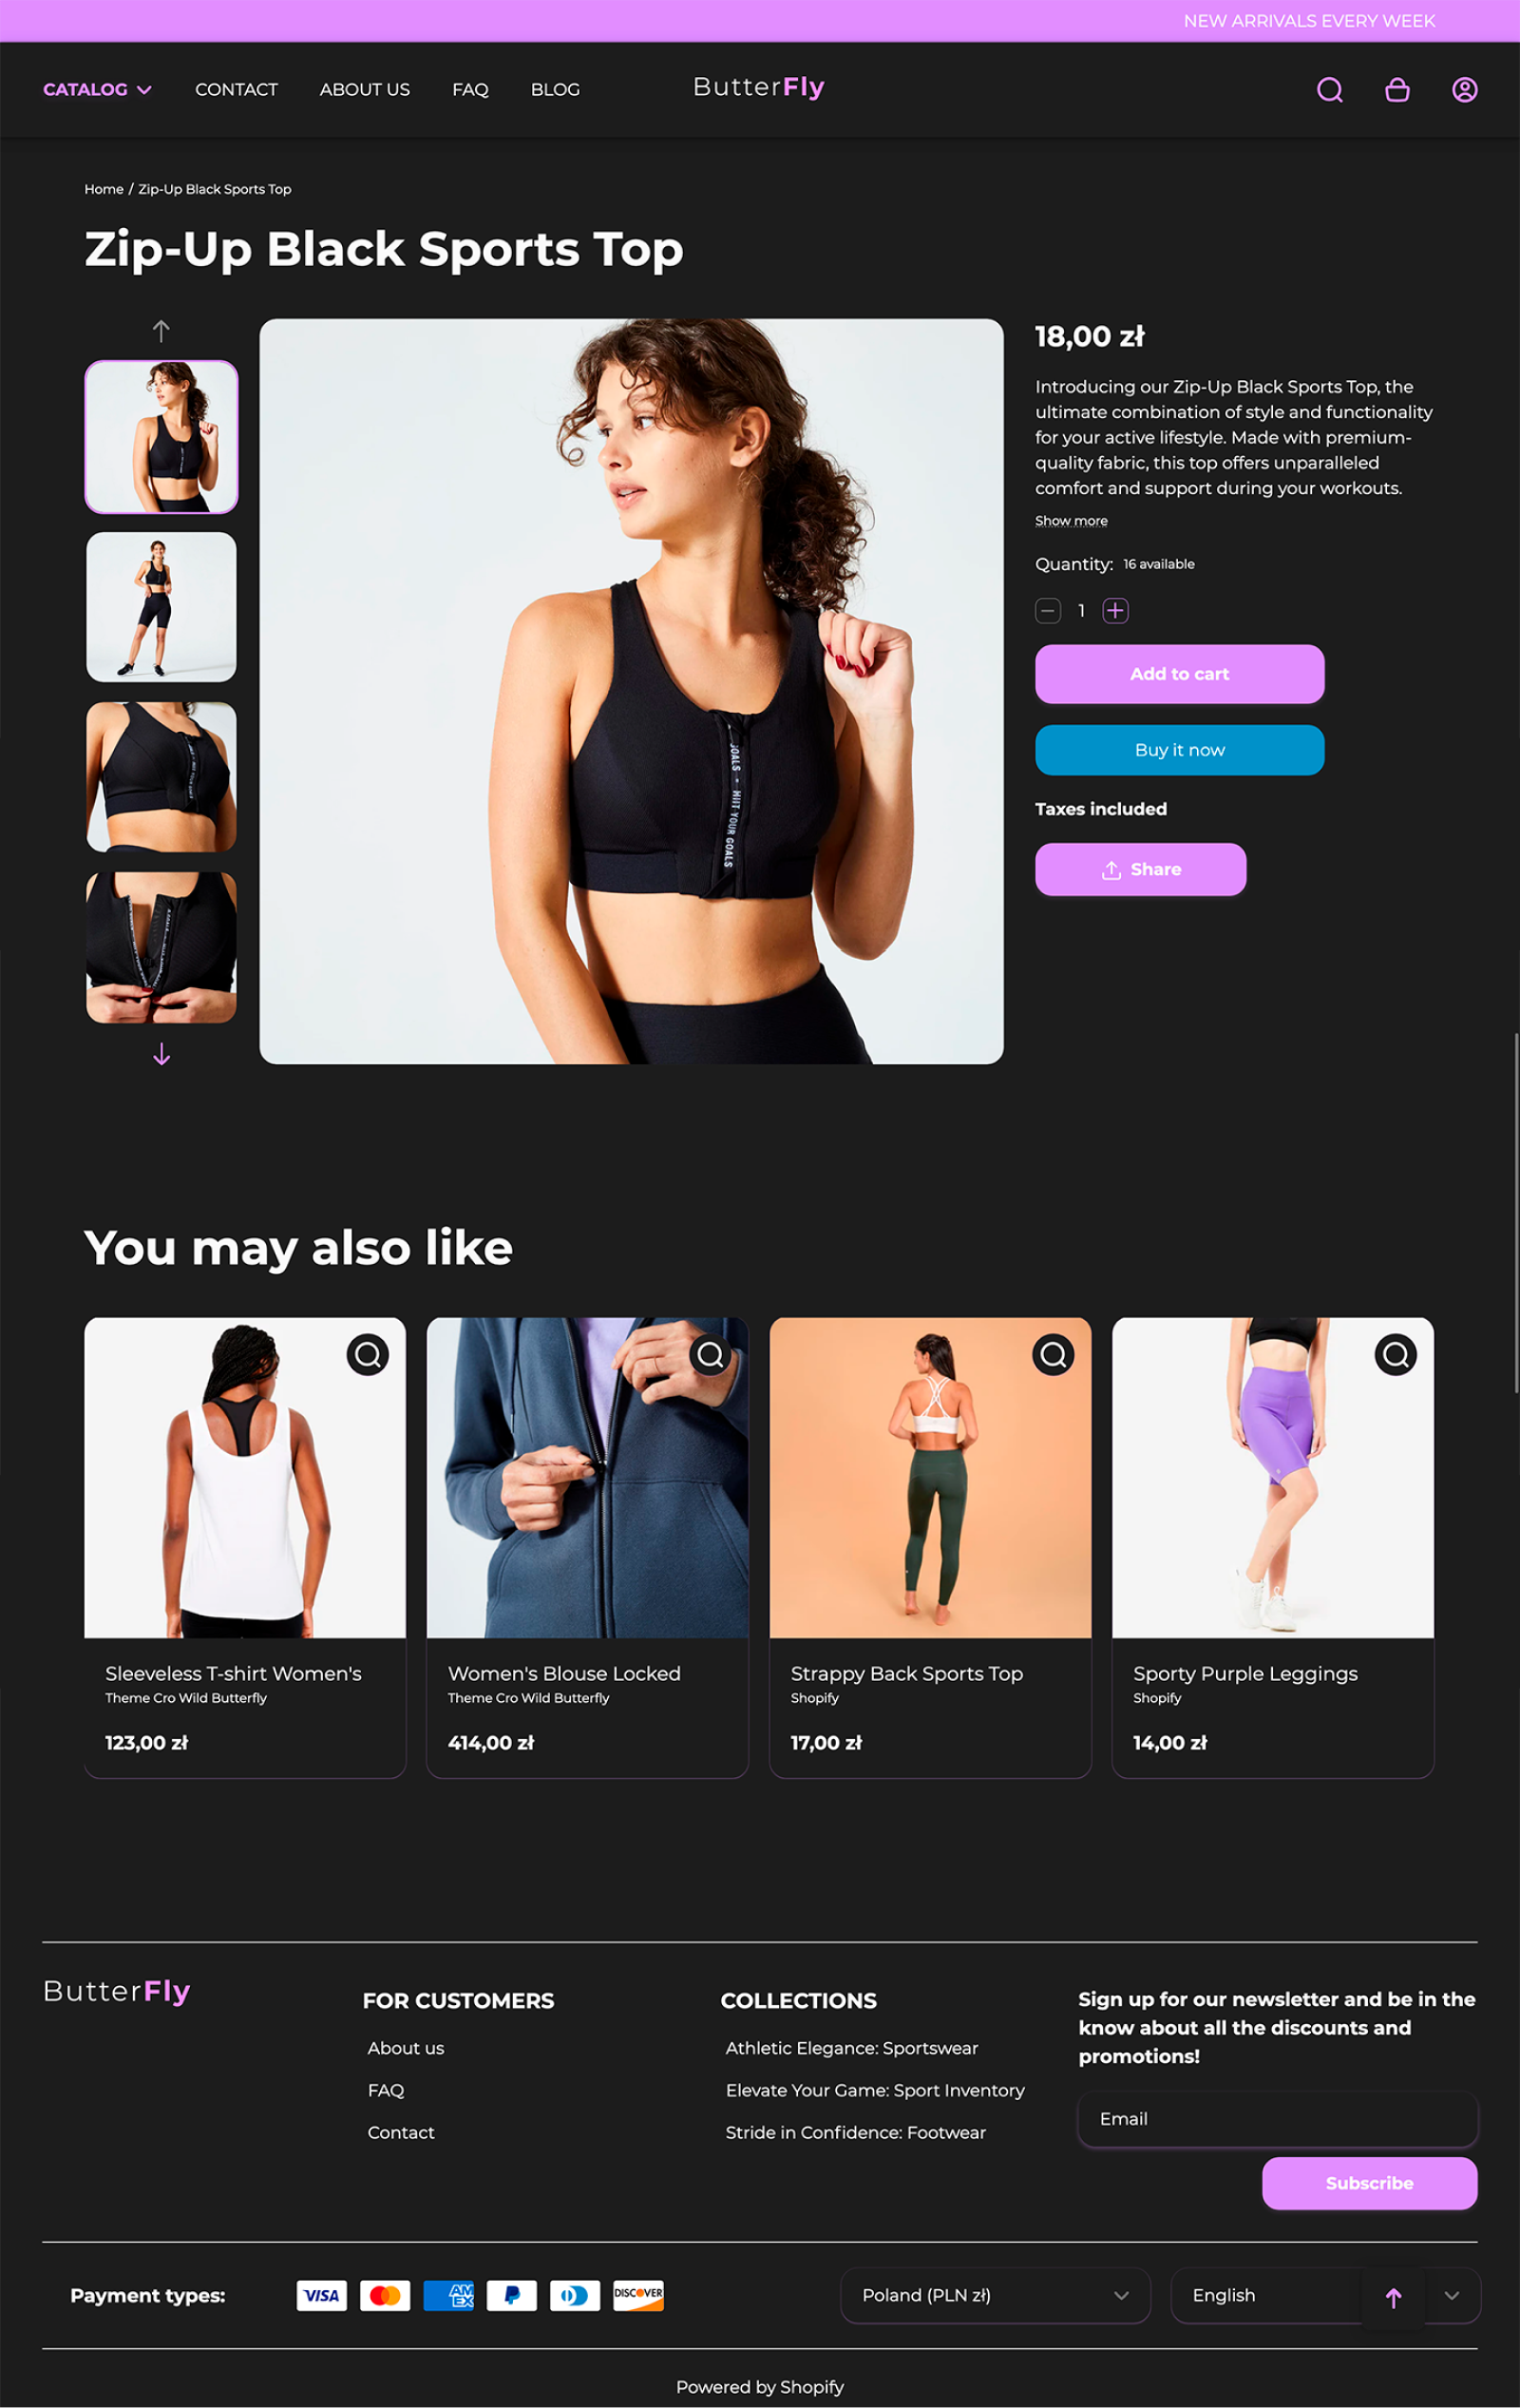 NEW ARRIVALS EVERY WEEK
CATALOG CONTACT ABOUT US FAQ BLOG ButterFly
Home / Zip-Up Black Sports Top
Zip-Up Black Sports Top
18,00 zł
Introducing our Zip-Up Black Sports Top, the
ultimate combination of style and functionality
for your active lifestyle. Made with premium-
quality fabric, this top offers unparalleled
comfort and support during your workouts.
Show more
Quantity: 16 available
1
Add to cart
Buy it now
Taxes included
Share
HIIT YOUR GOALS
You may also like
Sleeveless T-shirt Women's
Theme Cro Wild Butterfly
123,00 zł
Women's Blouse Locked
Theme Cro Wild Butterfly
414,00 zł
Strappy Back Sports Top
Shopify
17,00 zł
Sporty Purple Leggings
Shopify
14,00 zł
ButterFly
FOR CUSTOMERS
About us
FAQ
Contact
COLLECTIONS
Athletic Elegance: Sportswear
Elevate Your Game: Sport Inventory
Stride in Confidence: Footwear
Sign up for our newsletter and be in the
know about all the discounts and
promotions!
Email
Subscribe
Payment types:
VISA
AM
EX
DISCOVER
Poland (PLN zł)
English
Powered by Shopify